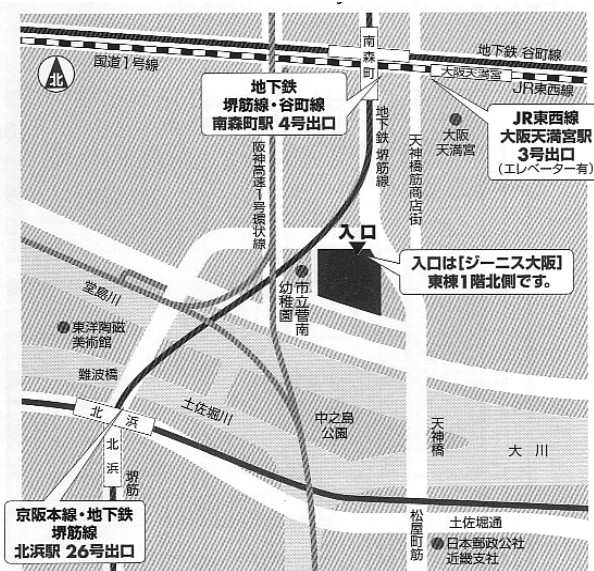 国道1号線
南森町
地下鉄 谷町線
大阪天満宮
JR東西線
北
地下鉄
堺筋線・谷町線
南森町駅 4号出口
JR東西線
大阪天満宮駅
3号出口
(エレベーター有)
大阪
天満宮
阪神高速1号環状線
地下鉄 堺筋線
天神橋筋商店街
入口
入口は[ジーニス大阪]
東棟1階北側です。
市立菅南
幼稚園
堂島川
東洋陶磁
美術館
難波橋
土佐堀川
中之島
公園
天神橋
大川
北浜
北浜
堺筋
京阪本線・地下鉄
堺筋線
北浜駅 26号出口
松屋町筋
土佐堀通
日本郵政公社
近畿支社